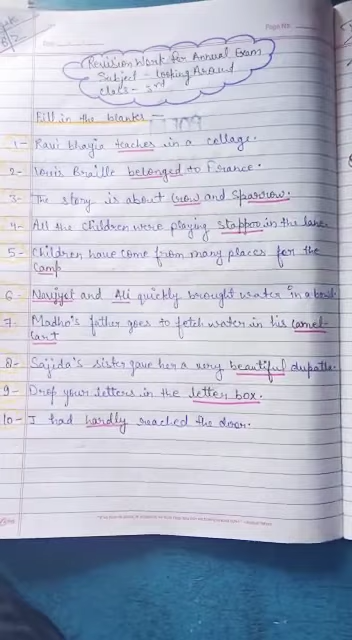 Page No.
Date
Revision Work for Annual Exam
Subject - Looking Around
class - 3rd
Fill in the blanks -
1- Ravi bhayia teaches in a collage.
2- Louis Braille belonged to France.
3- The story is about Crow and Sparrow.
4- All the children were playing stappoo in the lane.
5- Children have come from many places for the
Camp
6- Navjyot and Ali quickly brought water in a
7- Madho's father goes to fetch water in his camel-
cart
8- Sajida's sister gave her a very beautiful dupatta.
9- Drop your letters in the letter box.
10- I had hardly reached the door.